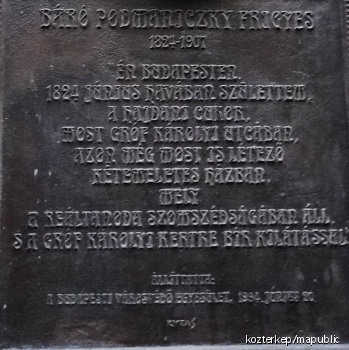 BÁRÓ PODMANICZKY FRIGYES
1824-1907
ÉN BUDAPESTEN,
1824 JÚNIUS HAVÁBAN SZÜLETTEM,
A HAJDANI CUKOR,
MOST GRÓF KÁROLYI UTCÁBAN,
AZON MÉG MOST IS LÉTEZŐ
KÉTEMELETES HÁZBAN,
MELY
A REÁLTANODA SZOMSZÉDSÁGÁBAN ÁLL,
S A GRÓF KÁROLYI KERTRE BÍR KILÁTÁSSAL
ÁLLÍTTATTA:
A BUDAPESTI VÁROSVÉDŐ EGYESÜLET, 1994. JÚNIUS 20.
kozterkep/mapublic